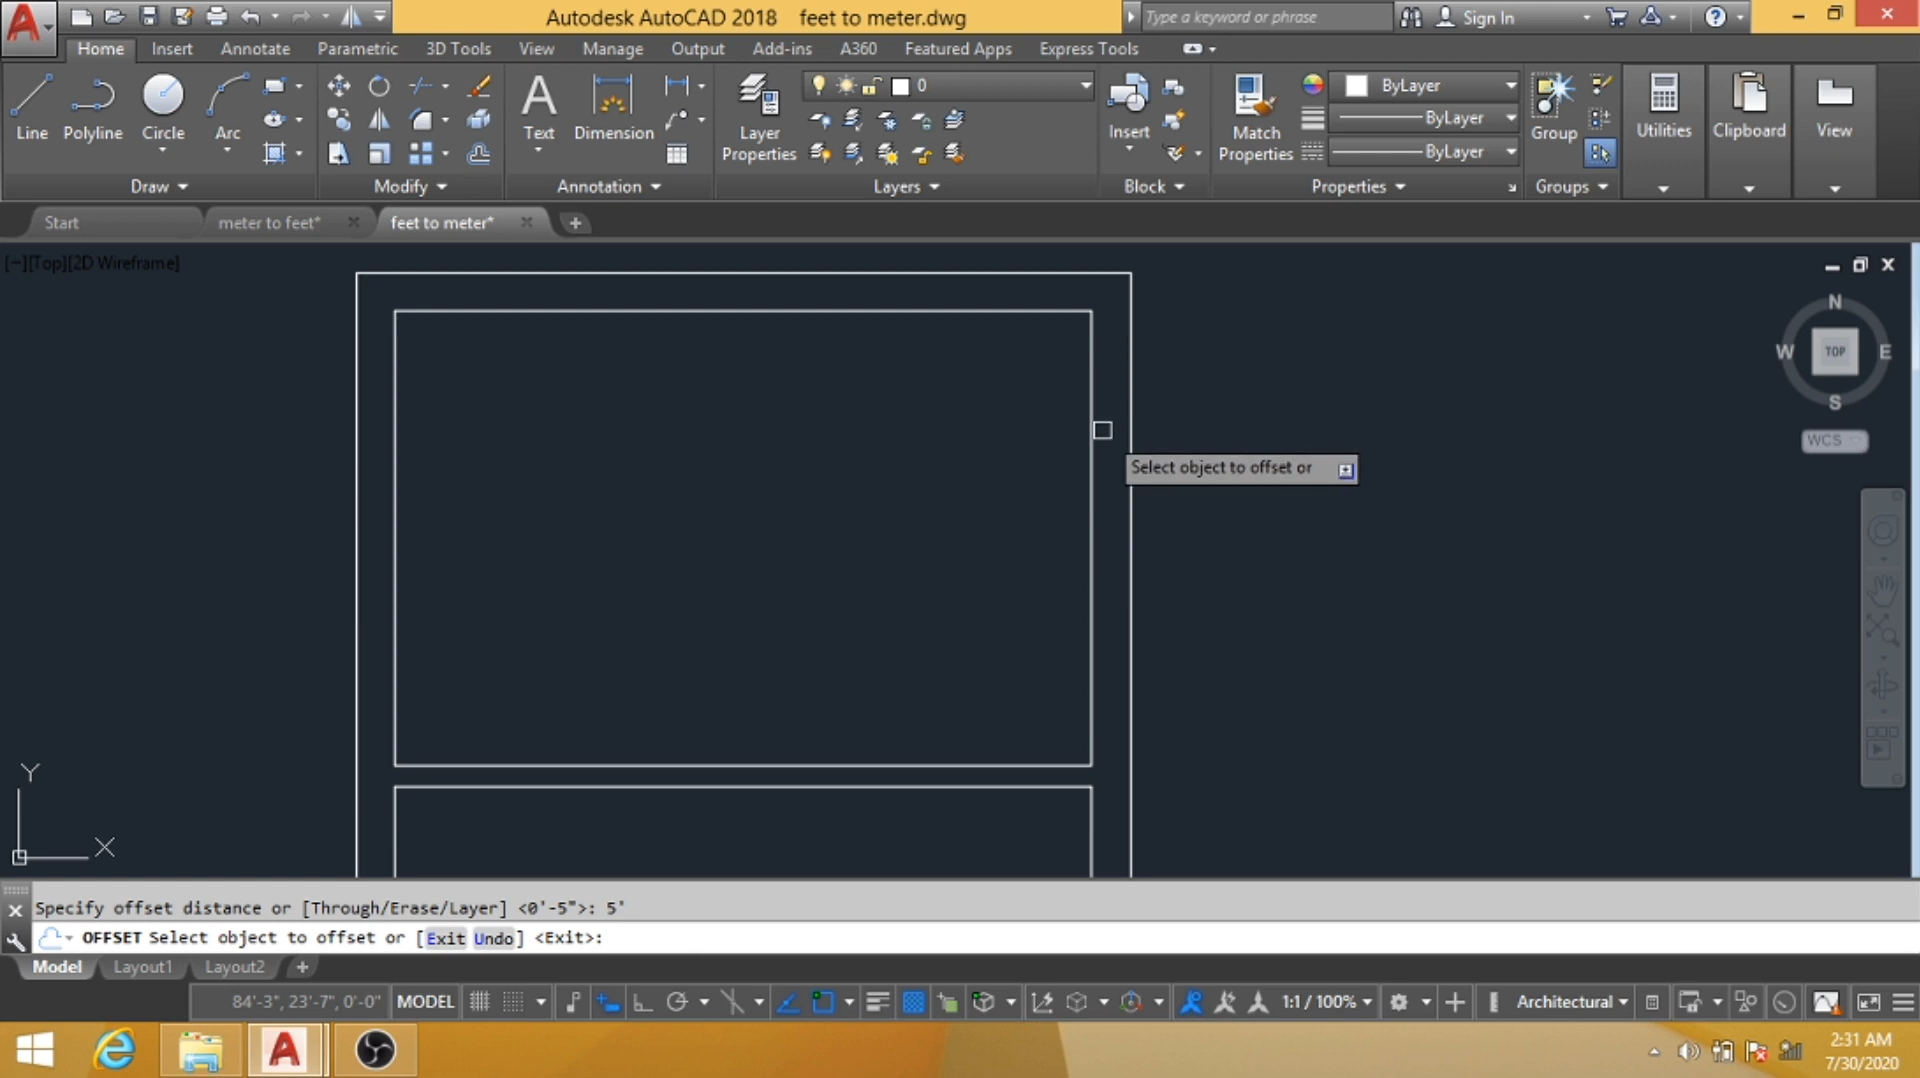 Autodesk AutoCAD 2018 feet to meter.dwg
Type a keyword or phrase
Sign In
Home Insert Annotate Parametric 3D Tools View Manage Output Add-ins A360 Featured Apps Express Tools
Line Polyline Circle Arc
Text Dimension
Layer Properties
0
Insert
Match Properties
ByLayer
ByLayer
ByLayer
Group
Utilities Clipboard View
Draw Modify Annotation Layers Block Properties Groups
Start meter to feet* feet to meter*
[−][Top][2D Wireframe]
N
W TOP E
S
WCS
Select object to offset or
Y
X
Specify offset distance or [Through/Erase/Layer] <0'-5">: 5'
OFFSET Select object to offset or [Exit Undo] <Exit>:
Model Layout1 Layout2 +
84'-3", 23'-7", 0'-0" MODEL 1:1 / 100% Architectural
2:31 AM
7/30/2020